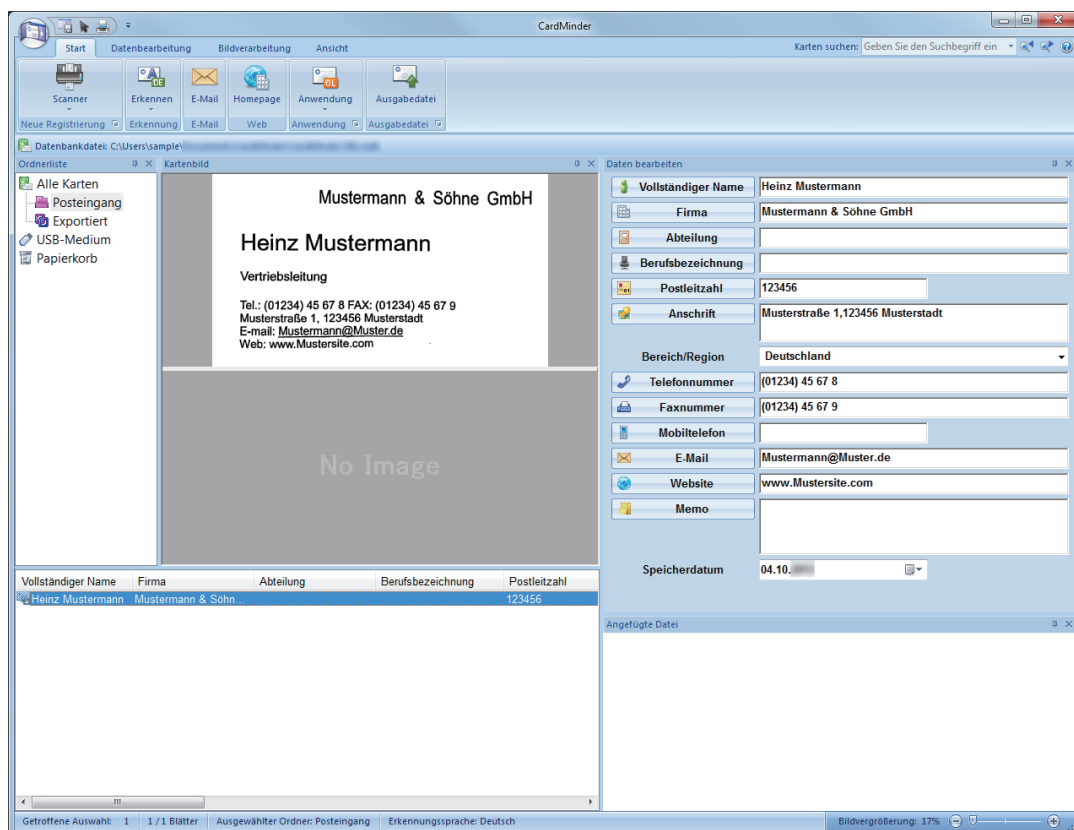 CardMinder
Start Datenbearbeitung Bildverarbeitung Ansicht
Karten suchen: Geben Sie den Suchbegriff ein
Scanner Erkennen E-Mail Homepage Anwendung Ausgabedatei
Neue Registrierung Erkennung E-Mail Web Anwendung Ausgabedatei
Datenbankdatei: C:\Users\sample\
Ordnerliste
Alle Karten
Posteingang
Exportiert
USB-Medium
Papierkorb
Kartenbild
Mustermann & Söhne GmbH
Heinz Mustermann
Vertriebsleitung
Tel.: (01234) 45 67 8 FAX: (01234) 45 67 9
Musterstraße 1, 123456 Musterstadt
E-mail: Mustermann@Muster.de
Web: www.Mustersite.com
No Image
Daten bearbeiten
Vollständiger Name Heinz Mustermann
Firma Mustermann & Söhne GmbH
Abteilung
Berufsbezeichnung
Postleitzahl 123456
Anschrift Musterstraße 1,123456 Musterstadt
Bereich/Region Deutschland
Telefonnummer (01234) 45 67 8
Faxnummer (01234) 45 67 9
Mobiltelefon
E-Mail Mustermann@Muster.de
Website www.Mustersite.com
Memo
Speicherdatum 04.10.
Vollständiger Name Firma Abteilung Berufsbezeichnung Postleitzahl
Heinz Mustermann Mustermann & Söhn... 123456
Angefügte Datei
Getroffene Auswahl: 1 1 / 1 Blätter Ausgewählter Ordner: Posteingang Erkennungssprache: Deutsch
Bildvergrößerung: 17%